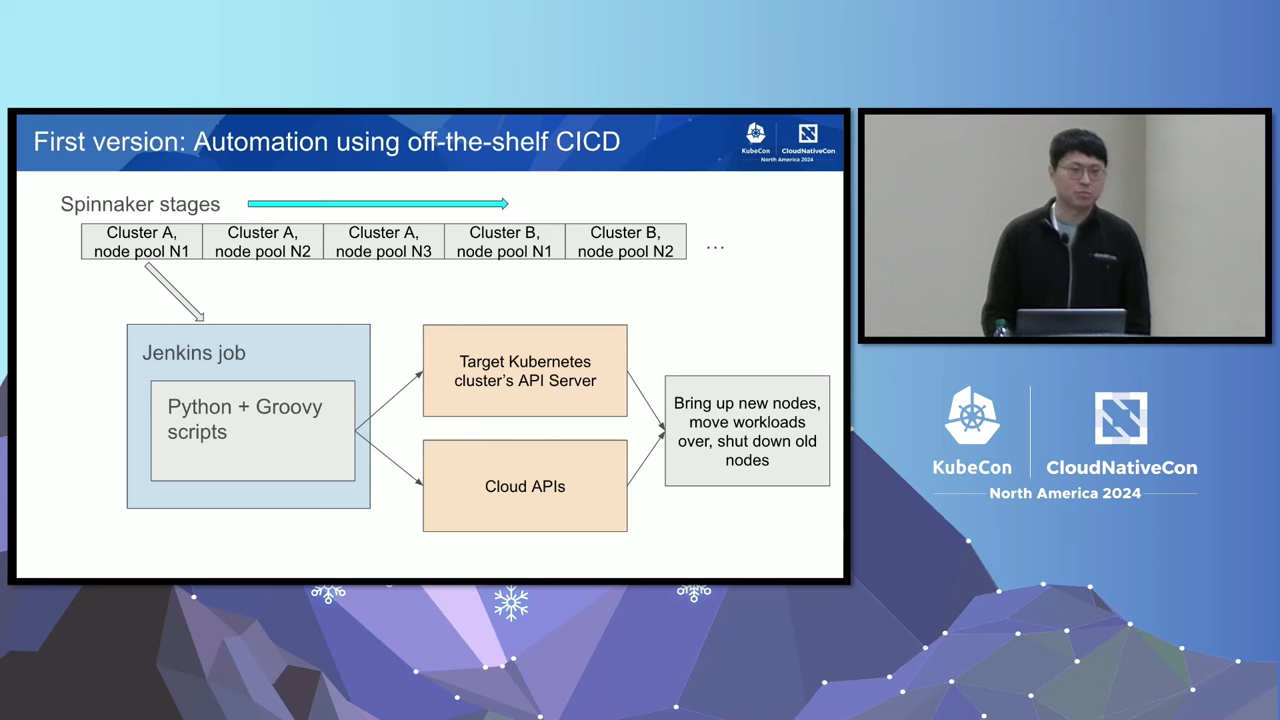 First version: Automation using off-the-shelf CICD
KubeCon
CloudNativeCon
North America 2024
Spinnaker stages
Cluster A,
node pool N1
Cluster A,
node pool N2
Cluster A,
node pool N3
Cluster B,
node pool N1
Cluster B,
node pool N2
...
Jenkins job
Python + Groovy
scripts
Target Kubernetes
cluster's API Server
Cloud APIs
Bring up new nodes,
move workloads
over, shut down old
nodes
KubeCon
CloudNativeCon
North America 2024